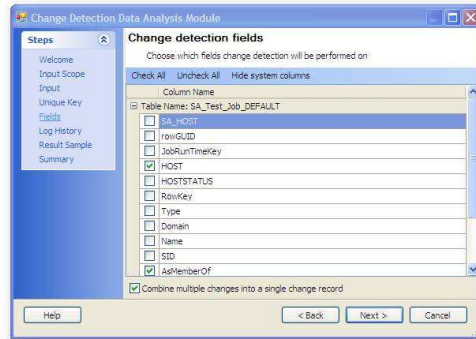 Change Detection Data Analysis Module
Steps
Welcome
Input Scope
Input
Unique Key
Fields
Log History
Result Sample
Summary
Change detection fields
Choose which fields change detection will be performed on
Check All Uncheck All Hide system columns
Column Name
Table Name: SA_Test_Job_DEFAULT
SA_HOST
rowGUID
JobRunTimeKey
HOST
HOSTSTATUS
RowKey
Type
Domain
Name
SID
AsMemberOf
Combine multiple changes into a single change record
Help < Back Next > Cancel